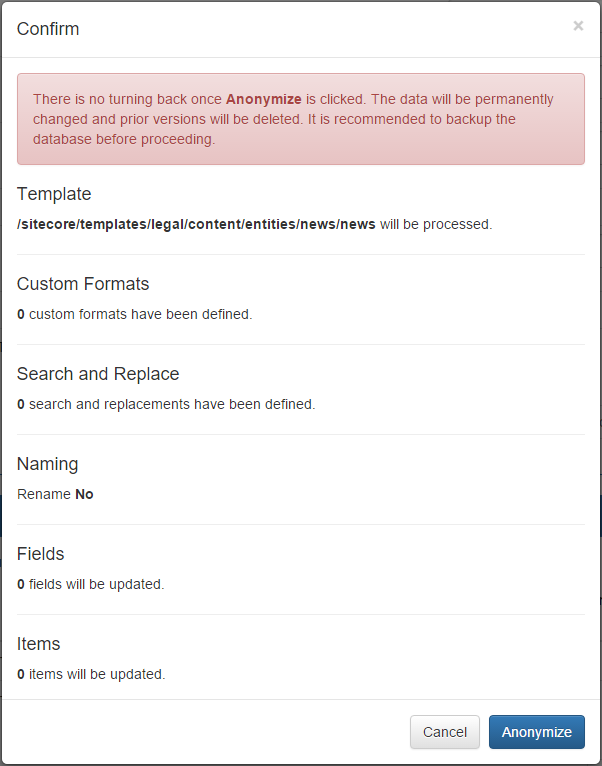 Confirm
×
There is no turning back once Anonymize is clicked. The data will be permanently
changed and prior versions will be deleted. It is recommended to backup the
database before proceeding.
Template
/sitecore/templates/legal/content/entities/news/news will be processed.
Custom Formats
0 custom formats have been defined.
Search and Replace
0 search and replacements have been defined.
Naming
Rename No
Fields
0 fields will be updated.
Items
0 items will be updated.
Cancel
Anonymize